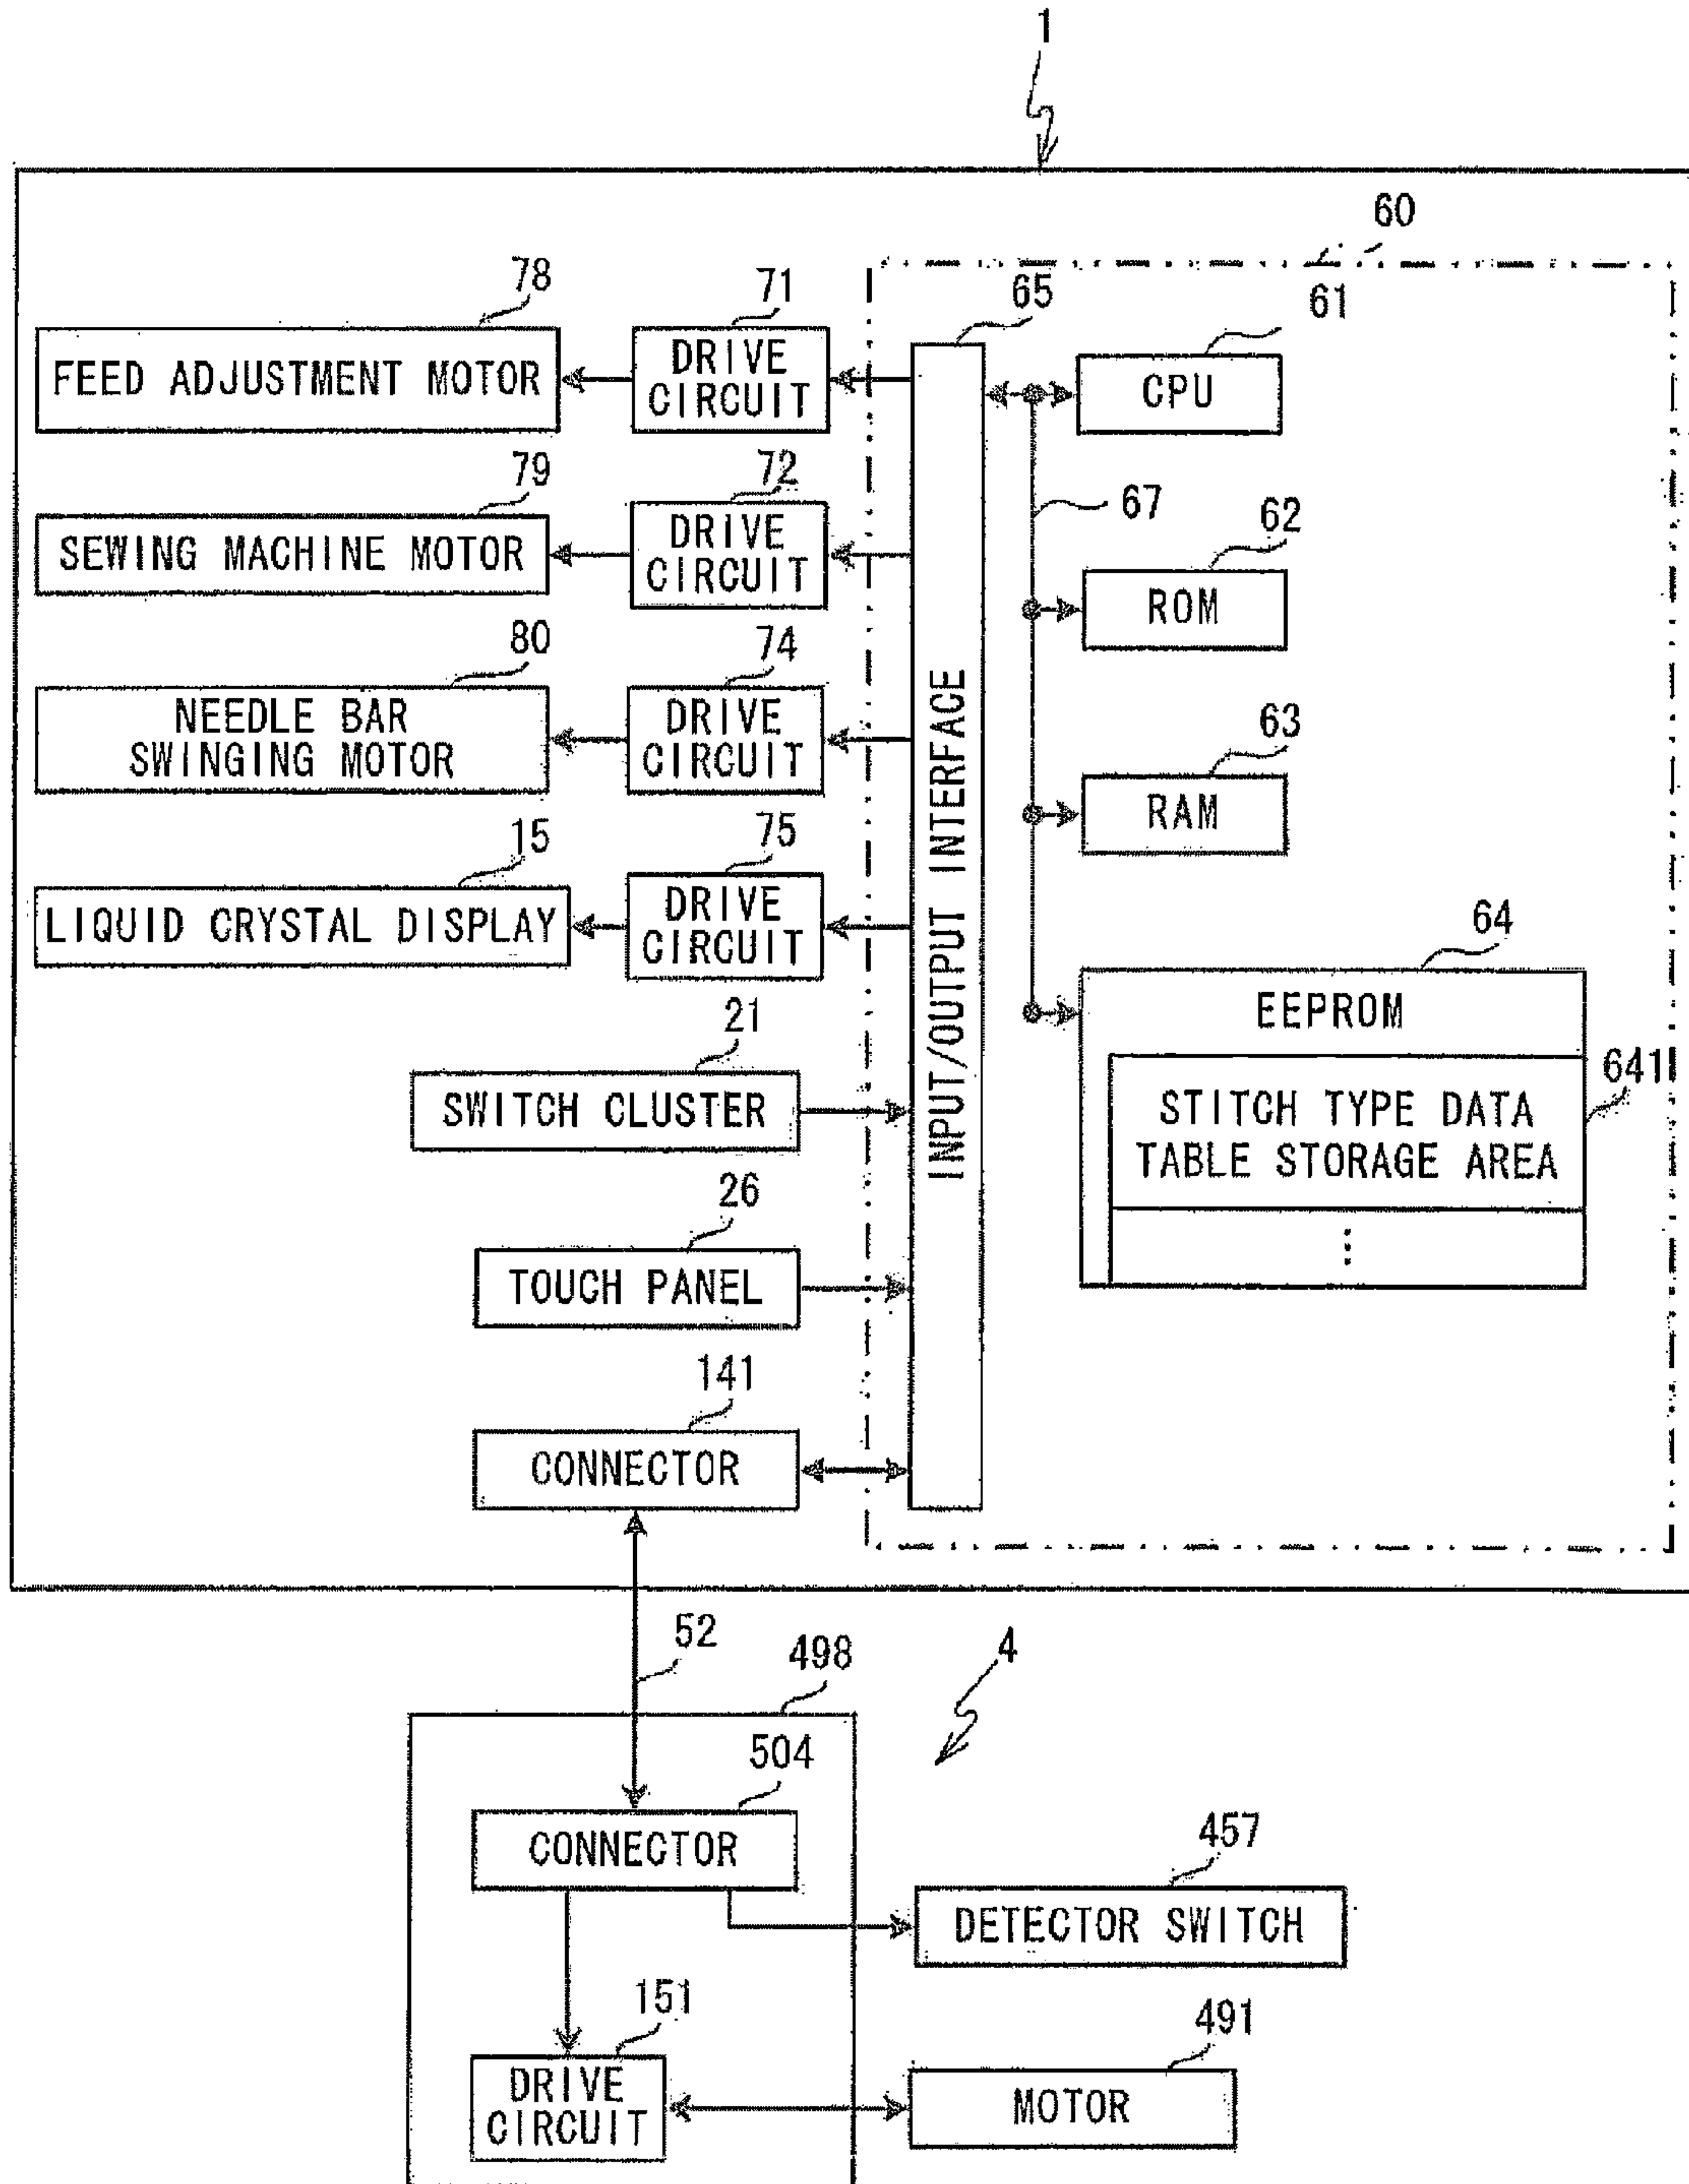 1
60
78
FEED ADJUSTMENT MOTOR
71
DRIVE
CIRCUIT
65
61
CPU
79
SEWING MACHINE MOTOR
72
DRIVE
CIRCUIT
67
62
ROM
80
NEEDLE BAR
SWINGING MOTOR
74
DRIVE
CIRCUIT
INPUT/OUTPUT INTERFACE
63
RAM
15
LIQUID CRYSTAL DISPLAY
75
DRIVE
CIRCUIT
64
EEPROM
641
STITCH TYPE DATA
TABLE STORAGE AREA
⋮
21
SWITCH CLUSTER
26
TOUCH PANEL
141
CONNECTOR
52
498
4
504
CONNECTOR
457
DETECTOR SWITCH
151
DRIVE
CIRCUIT
491
MOTOR